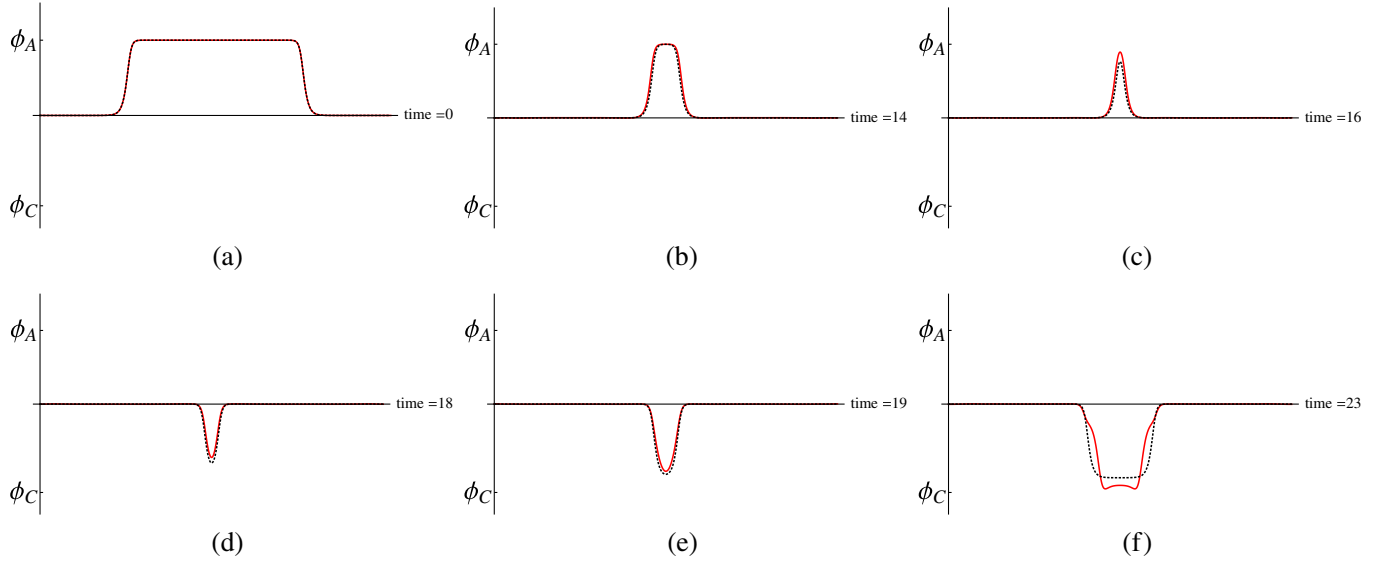 ϕA
time =0
ϕC
(a)
ϕA
time =14
ϕC
(b)
ϕA
time =16
ϕC
(c)
ϕA
time =18
ϕC
(d)
ϕA
time =19
ϕC
(e)
ϕA
time =23
ϕC
(f)